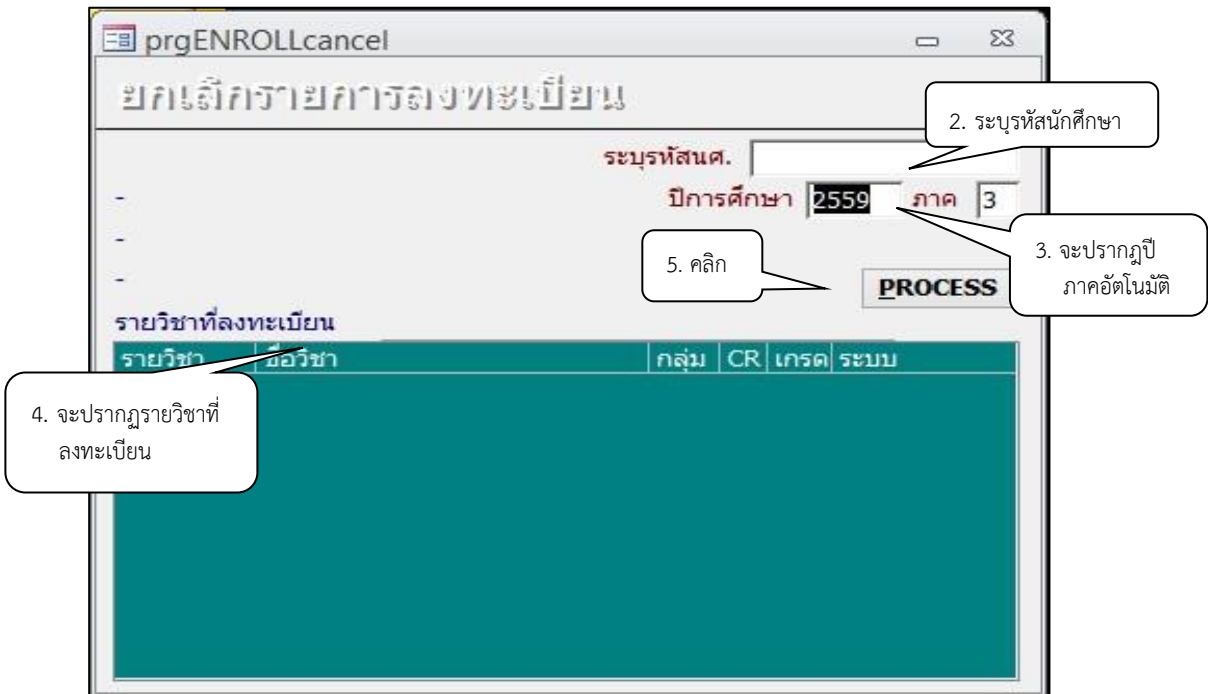 prgENROLLcancel
ยกเลิกรายการลงทะเบียน
2. ระบุรหัสนักศึกษา
ระบุรหัสนศ.
-
ปีการศึกษา 2559 ภาค 3
-
3. จะปรากฎปี
ภาคอัตโนมัติ
5. คลิก
-
PROCESS
รายวิชาที่ลงทะเบียน
รายวิชา ชื่อวิชา กลุ่ม CR เกรด ระบบ
4. จะปรากฏรายวิชาที่
ลงทะเบียน